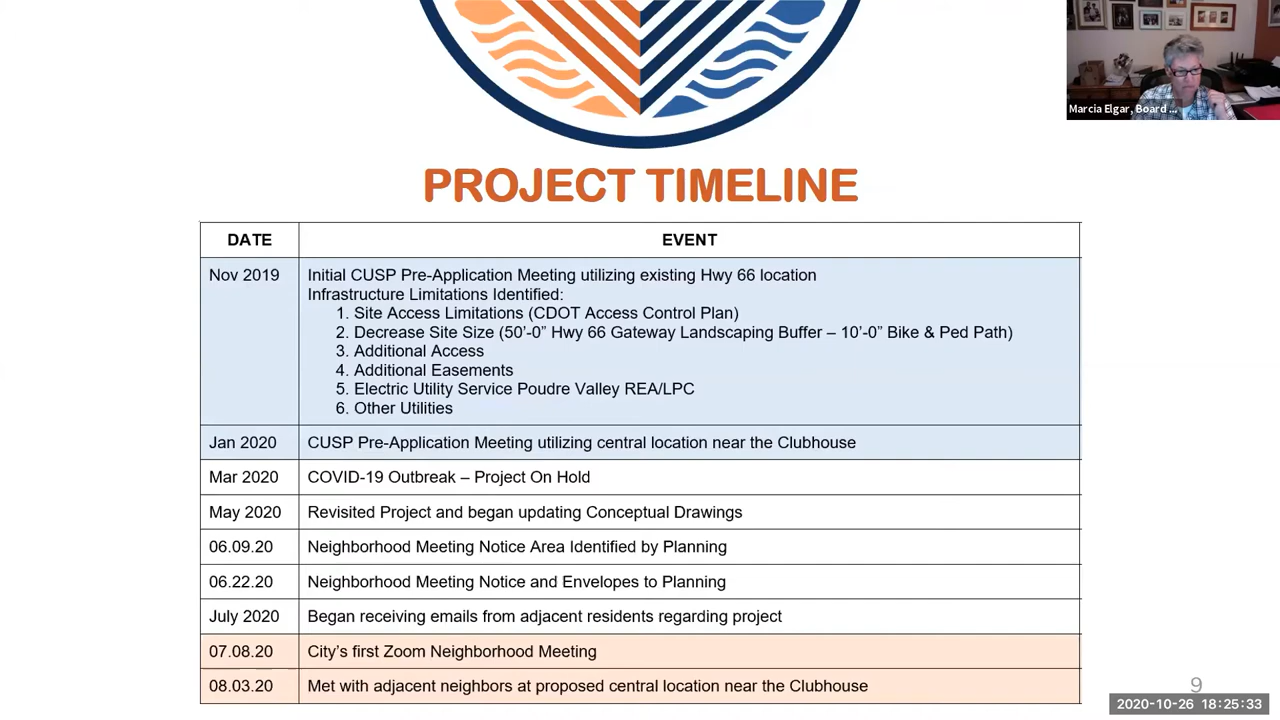 Marcia Elgar, Board ...
PROJECT TIMELINE
DATE EVENT
Nov 2019 Initial CUSP Pre-Application Meeting utilizing existing Hwy 66 location
Infrastructure Limitations Identified:
1. Site Access Limitations (CDOT Access Control Plan)
2. Decrease Site Size (50’-0” Hwy 66 Gateway Landscaping Buffer – 10’-0” Bike & Ped Path)
3. Additional Access
4. Additional Easements
5. Electric Utility Service Poudre Valley REA/LPC
6. Other Utilities
Jan 2020 CUSP Pre-Application Meeting utilizing central location near the Clubhouse
Mar 2020 COVID-19 Outbreak – Project On Hold
May 2020 Revisited Project and began updating Conceptual Drawings
06.09.20 Neighborhood Meeting Notice Area Identified by Planning
06.22.20 Neighborhood Meeting Notice and Envelopes to Planning
July 2020 Began receiving emails from adjacent residents regarding project
07.08.20 City’s first Zoom Neighborhood Meeting
08.03.20 Met with adjacent neighbors at proposed central location near the Clubhouse
9
2020-10-26 18:25:33